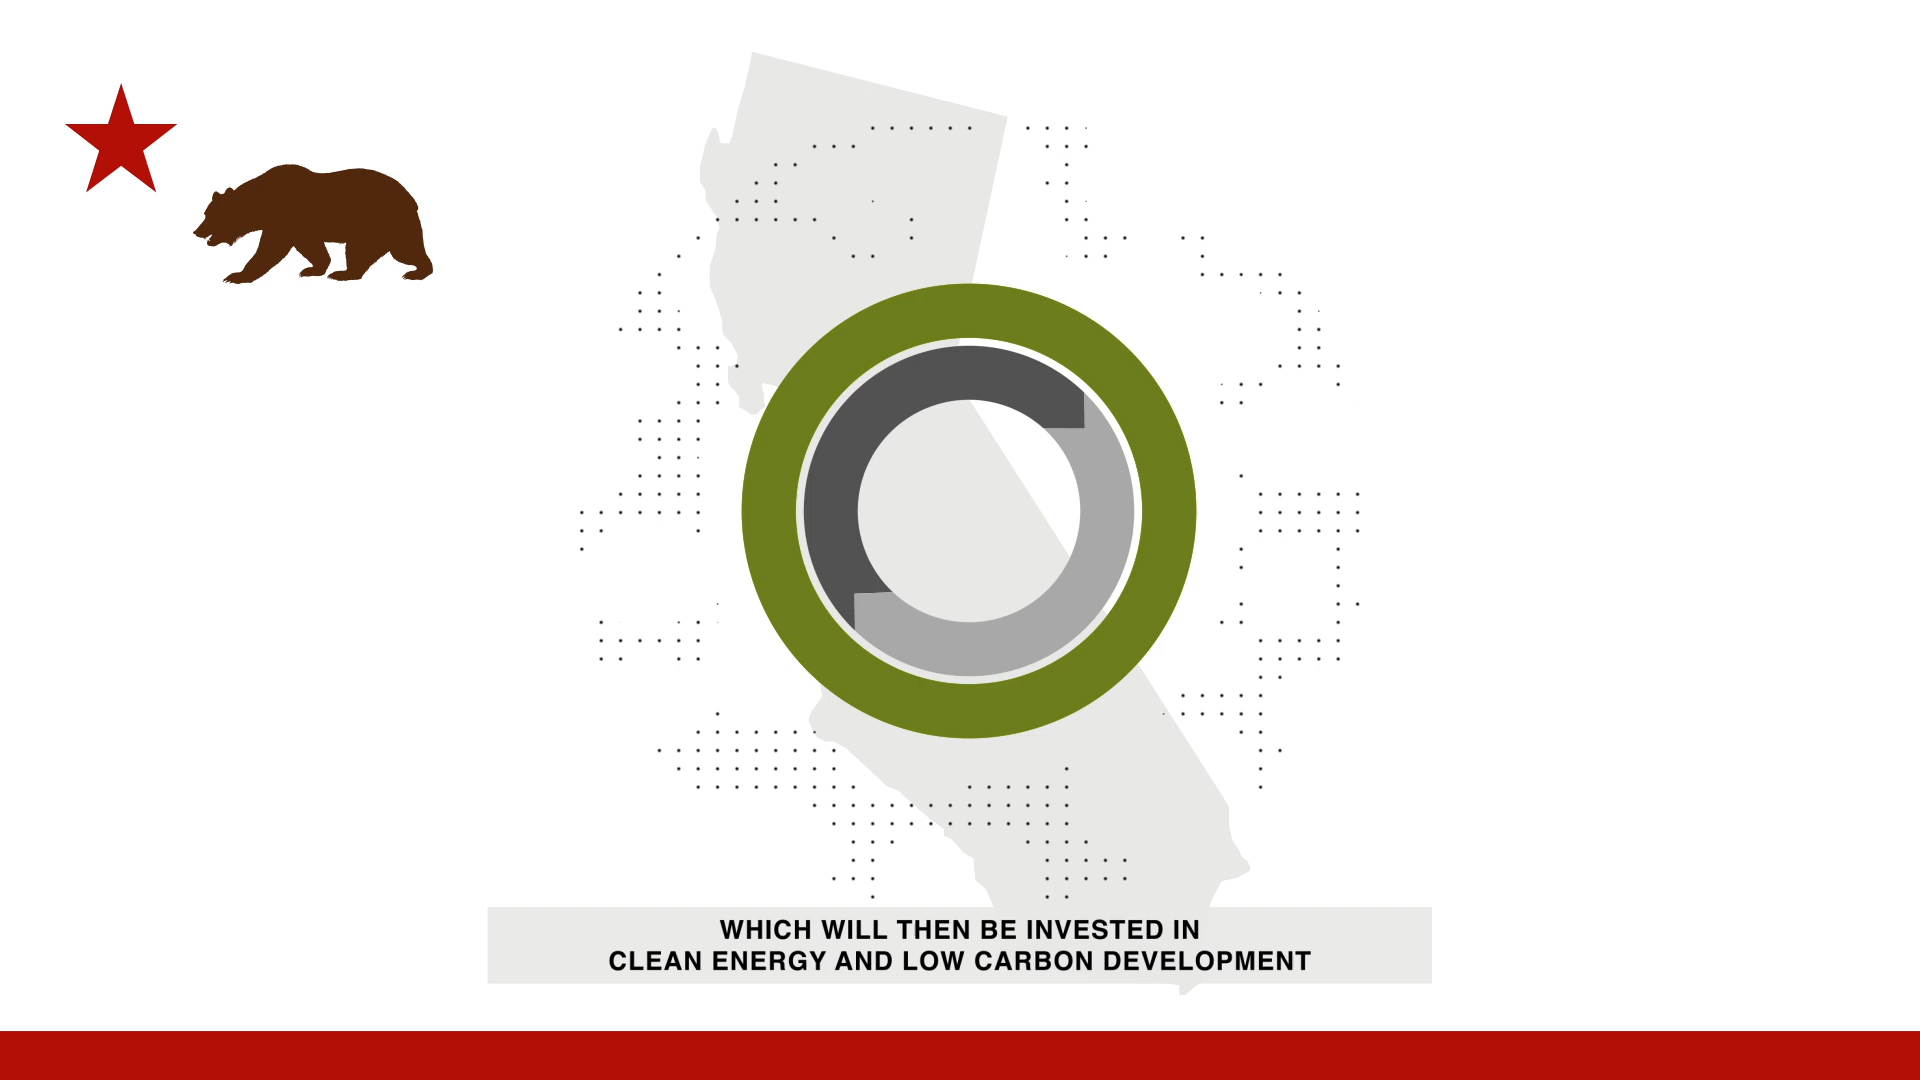 WHICH WILL THEN BE INVESTED IN
CLEAN ENERGY AND LOW CARBON DEVELOPMENT